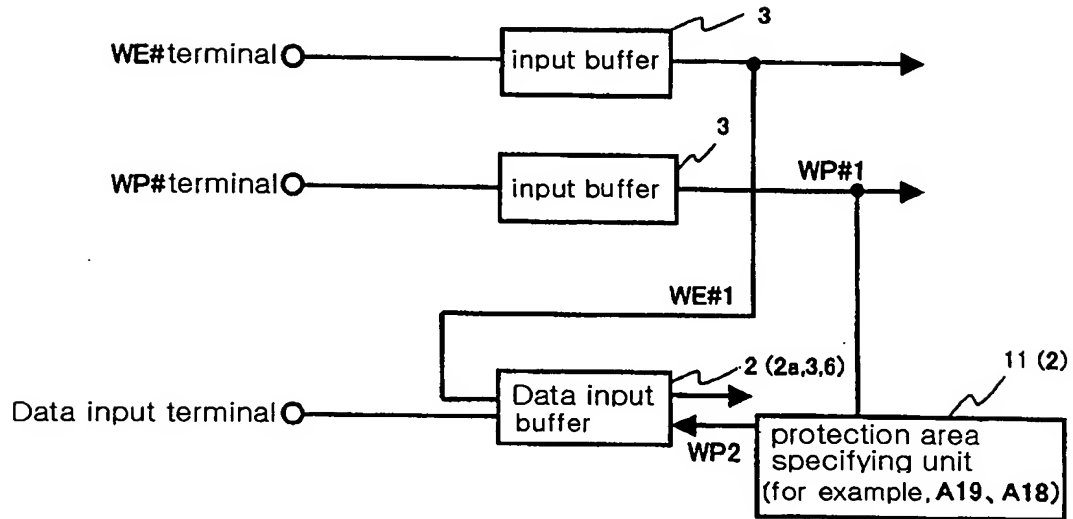 3
WE#terminal
input buffer
3
WP#terminal
input buffer
WP#1
WE#1
2 (2a,3,6)
11 (2)
Data input terminal
Data input
buffer
WP2
protection area
specifying unit
(for example, A19、A18)